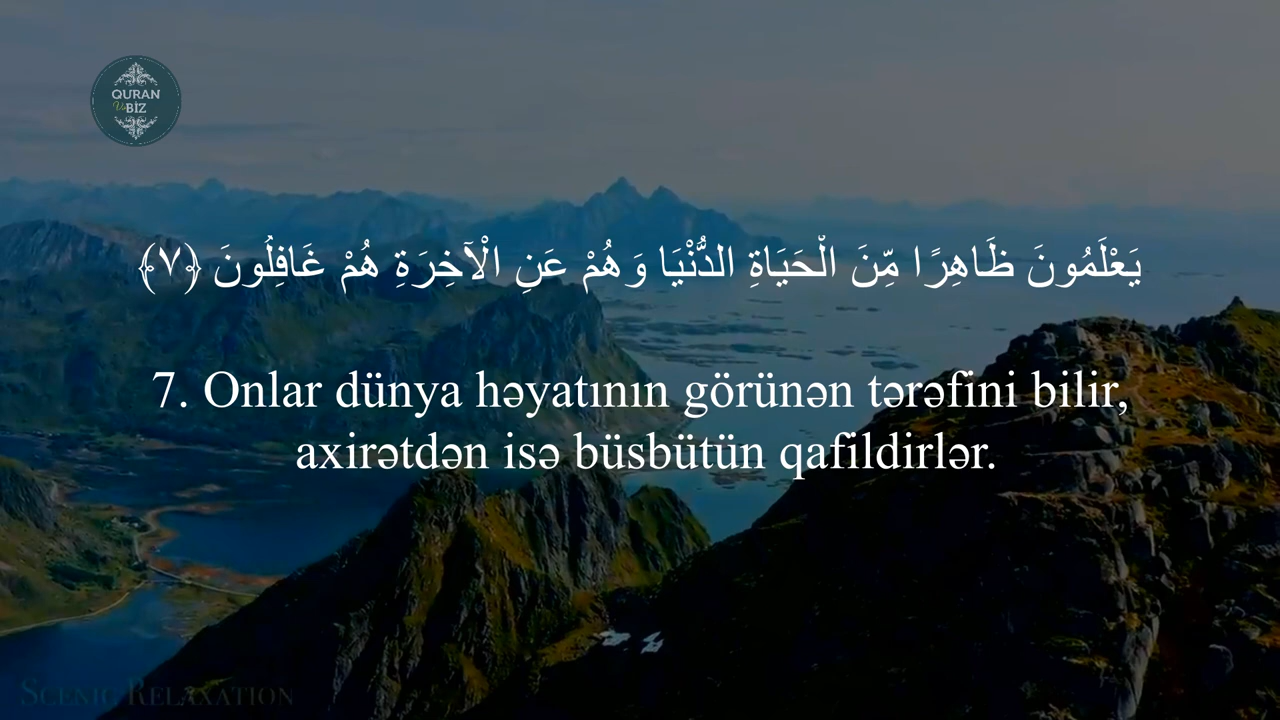 QURAN
Və BİZ
يَعْلَمُونَ ظَاهِرًا مِّنَ الْحَيَاةِ الدُّنْيَا وَهُمْ عَنِ الْآخِرَةِ هُمْ غَافِلُونَ ﴿٧﴾
7. Onlar dünya həyatının görünən tərəfini bilir,
axirətdən isə büsbütün qafildirlər.
SCENIC RELAXATION